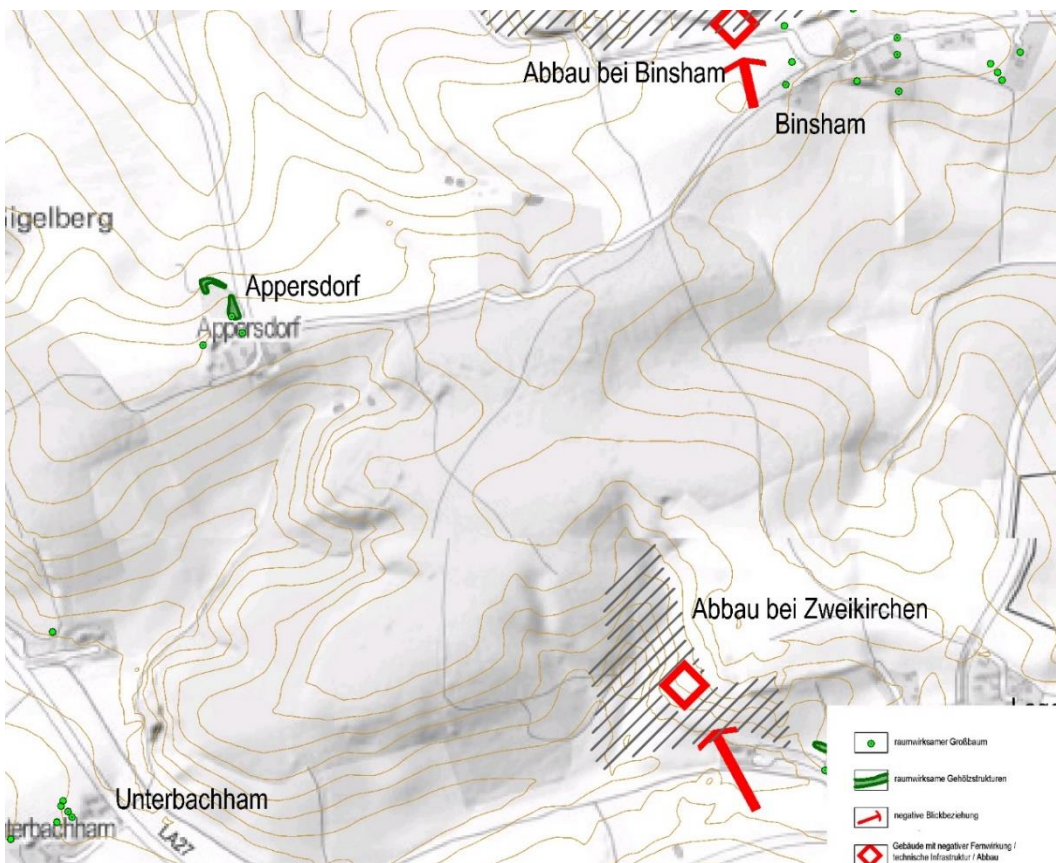 Abbau bei Binsham
Binsham
igelberg
Appersdorf
Appersdorf
Abbau bei Zweikirchen
Unterbachham
terbachham
LA27
raumwirksamer Großbaum
raumwirksame Gehölzstrukturen
negative Blickbeziehung
Gebäude mit negativer Fernwirkung /
technische Infrastruktur / Abbau